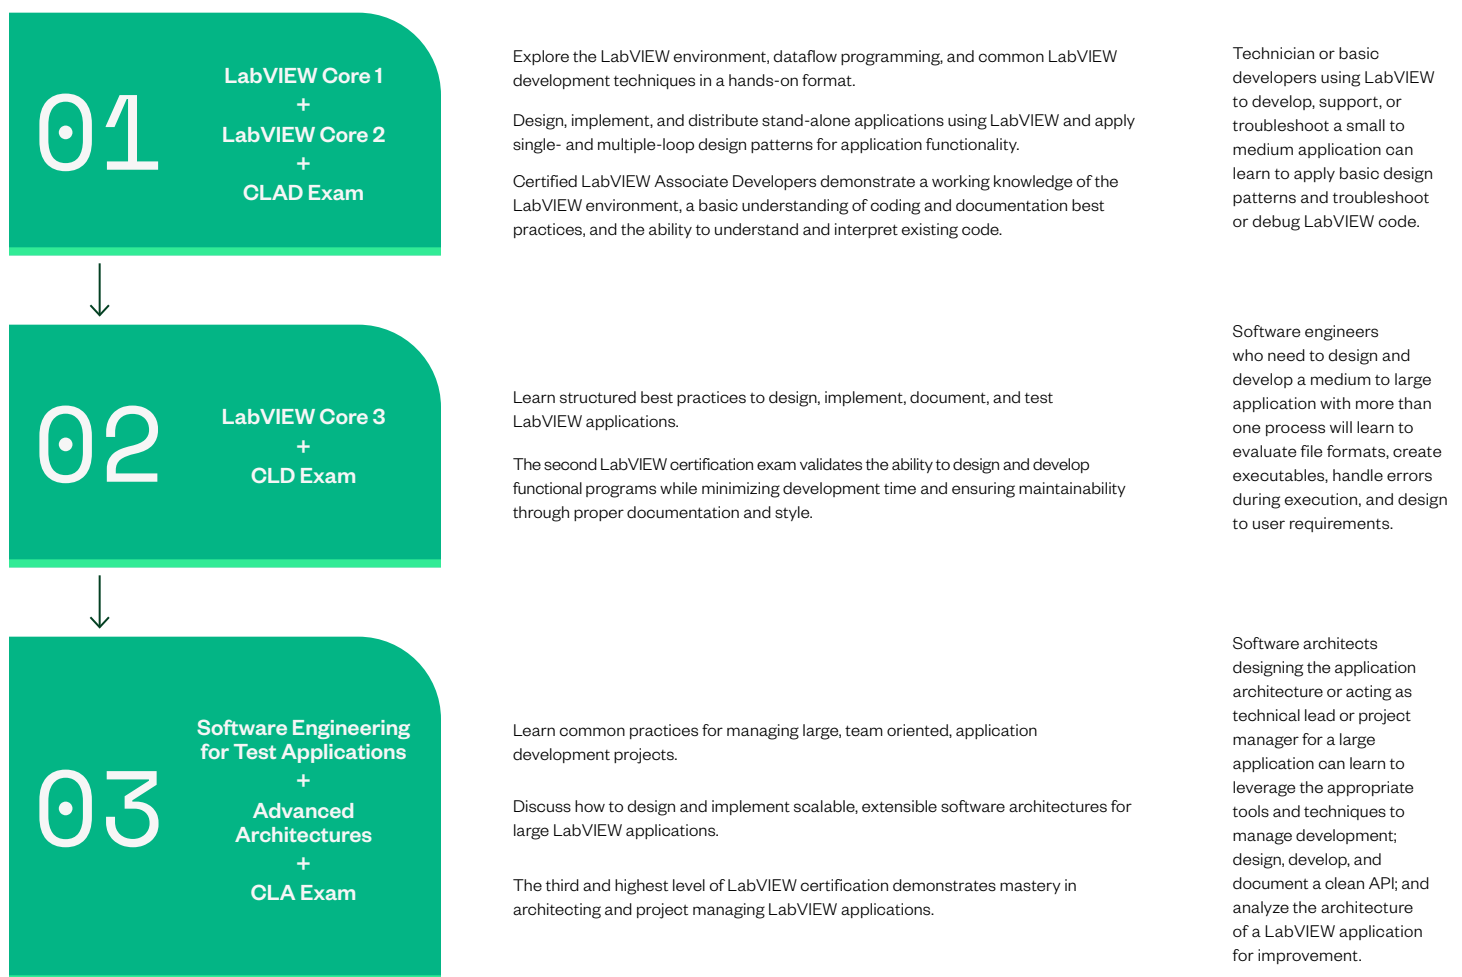 01
LabVIEW Core 1
+
LabVIEW Core 2
+
CLAD Exam
Explore the LabVIEW environment, dataflow programming, and common LabVIEW
development techniques in a hands-on format.
Design, implement, and distribute stand-alone applications using LabVIEW and apply
single- and multiple-loop design patterns for application functionality.
Certified LabVIEW Associate Developers demonstrate a working knowledge of the
LabVIEW environment, a basic understanding of coding and documentation best
practices, and the ability to understand and interpret existing code.
Technician or basic
developers using LabVIEW
to develop, support, or
troubleshoot a small to
medium application can
learn to apply basic design
patterns and troubleshoot
or debug LabVIEW code.
02
LabVIEW Core 3
+
CLD Exam
Learn structured best practices to design, implement, document, and test
LabVIEW applications.
The second LabVIEW certification exam validates the ability to design and develop
functional programs while minimizing development time and ensuring maintainability
through proper documentation and style.
Software engineers
who need to design and
develop a medium to large
application with more than
one process will learn to
evaluate file formats, create
executables, handle errors
during execution, and design
to user requirements.
03
Software Engineering
for Test Applications
+
Advanced
Architectures
+
CLA Exam
Learn common practices for managing large, team oriented, application
development projects.
Discuss how to design and implement scalable, extensible software architectures for
large LabVIEW applications.
The third and highest level of LabVIEW certification demonstrates mastery in
architecting and project managing LabVIEW applications.
Software architects
designing the application
architecture or acting as
technical lead or project
manager for a large
application can learn to
leverage the appropriate
tools and techniques to
manage development;
design, develop, and
document a clean API; and
analyze the architecture
of a LabVIEW application
for improvement.